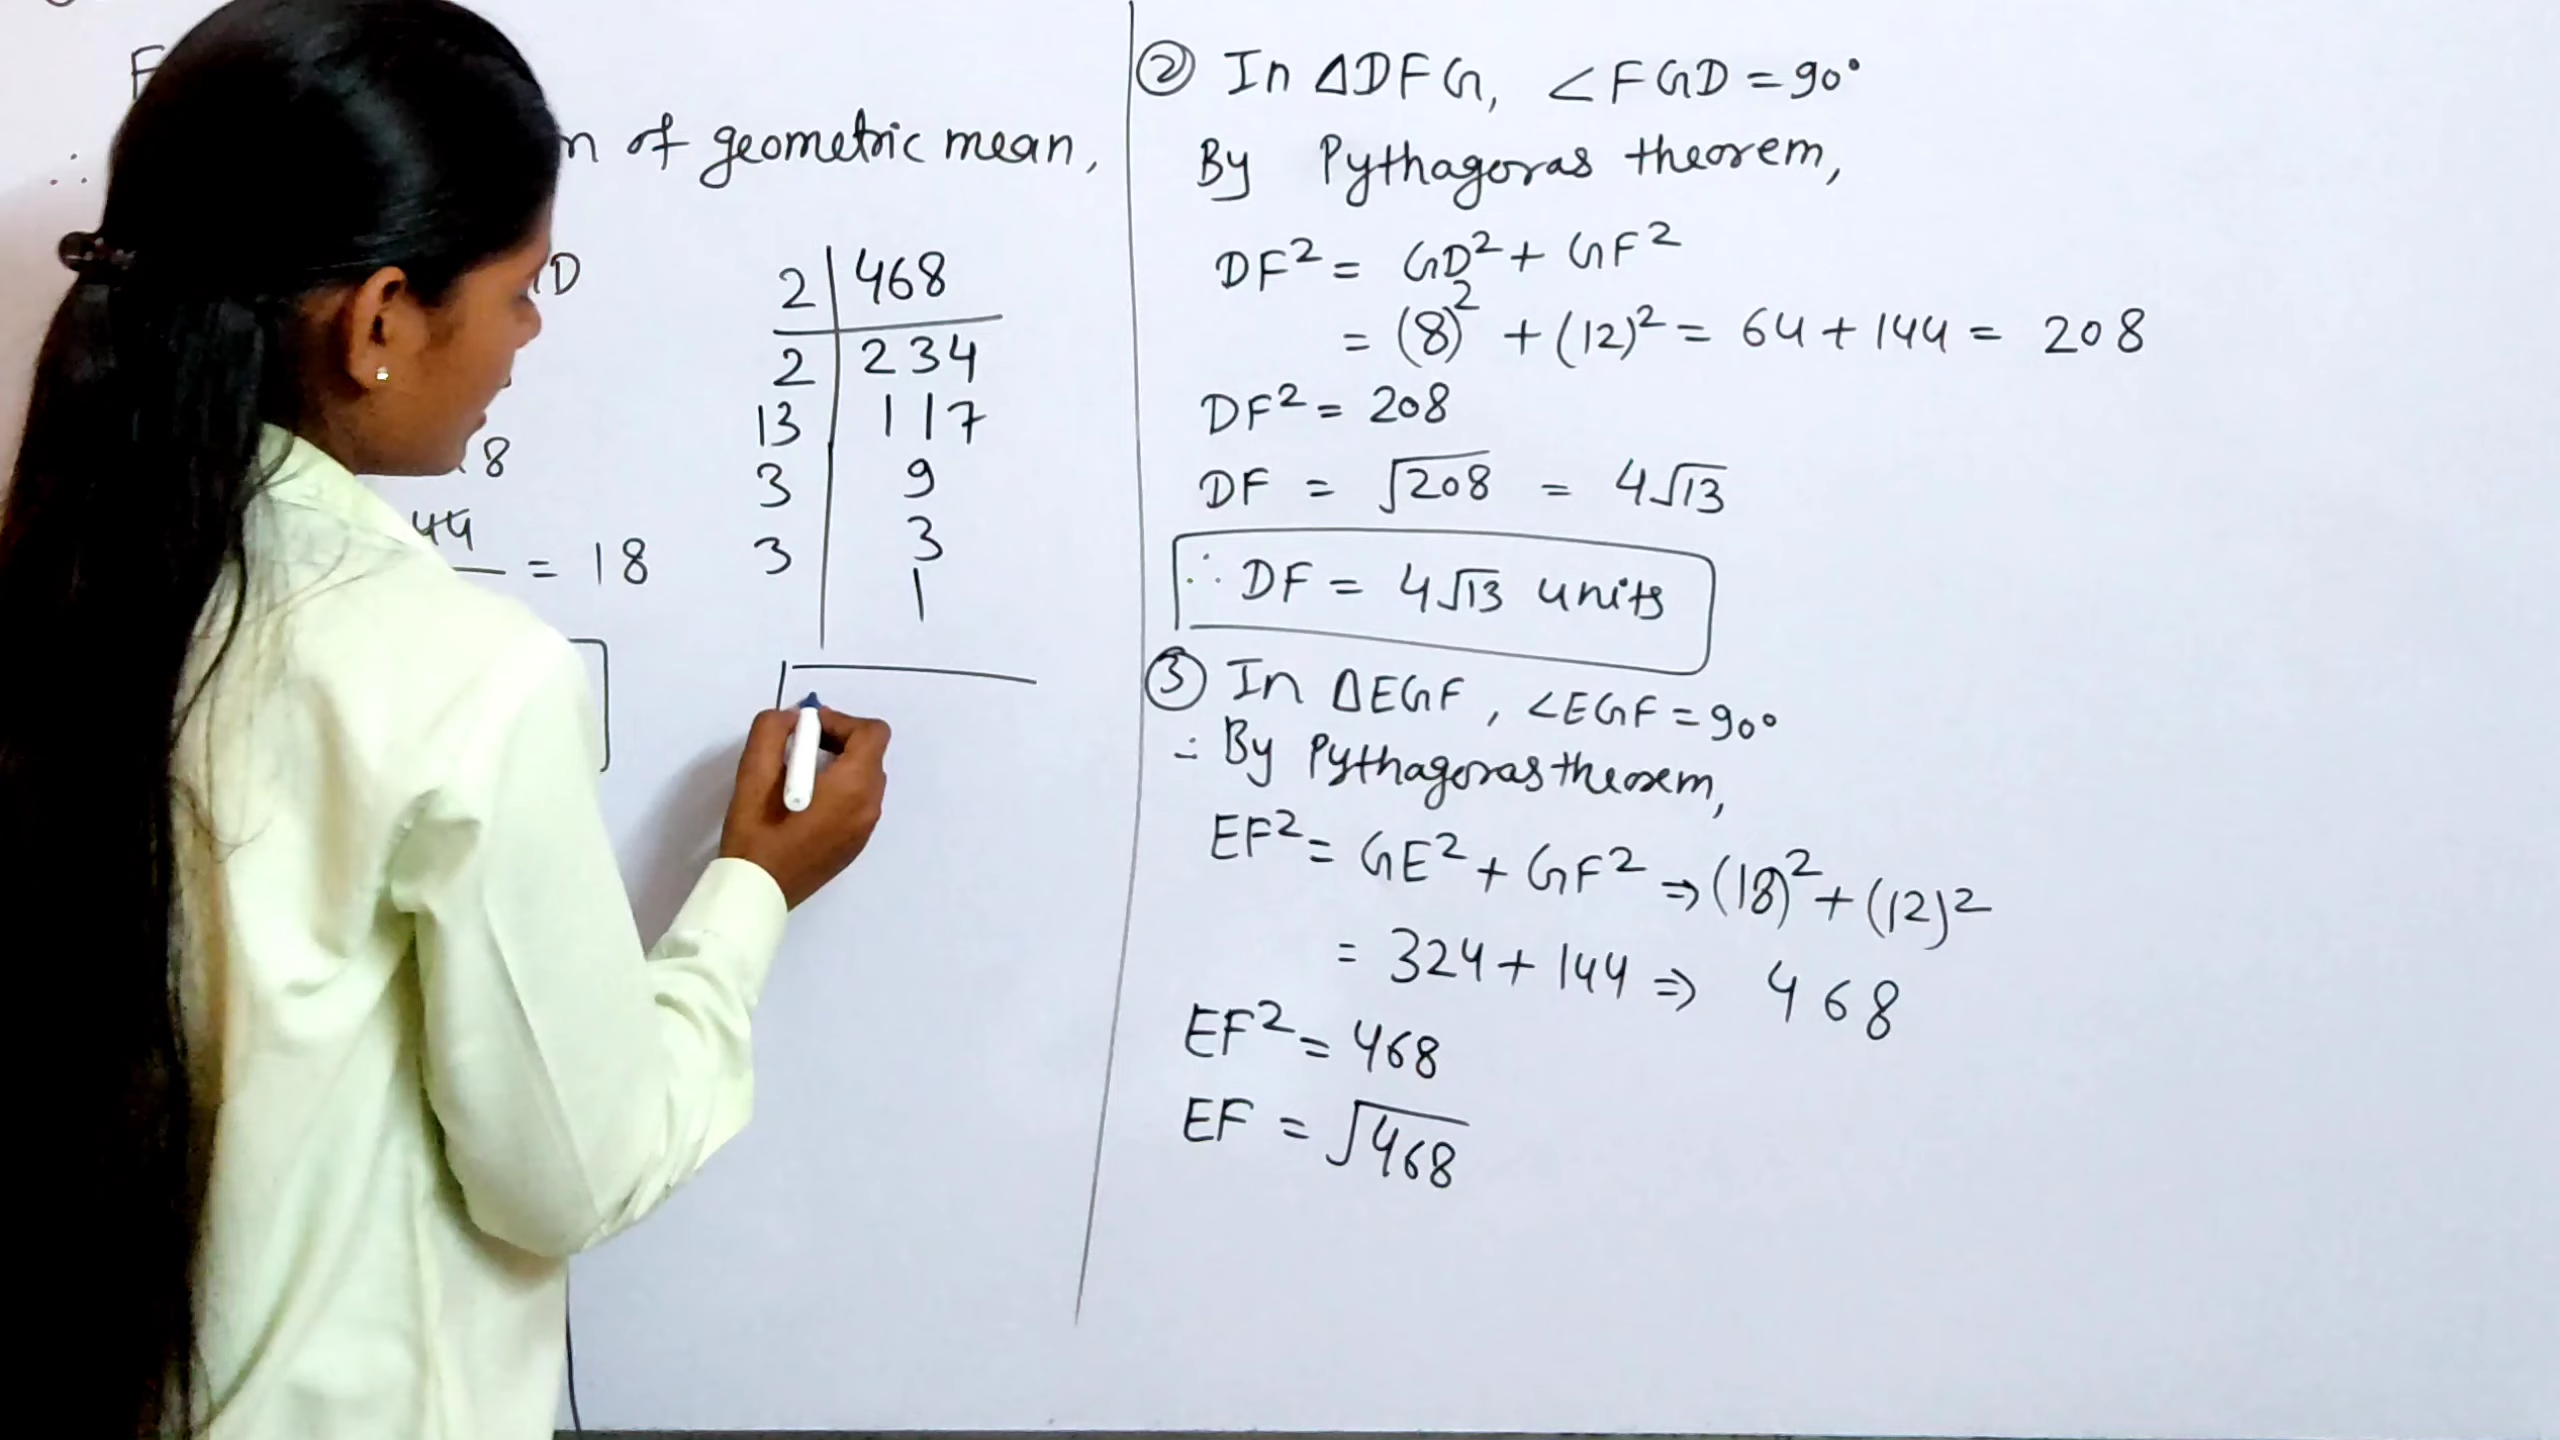 of geometric mean,
D
8
44
= 18
2 | 468
2 | 234
13 | 117
3 | 9
3 | 3
1
② In ΔDFG, ∠FGD = 90°
By Pythagoras theorem,
DF² = GD² + GF²
= (8)² + (12)² = 64 + 144 = 208
DF² = 208
DF = √208 = 4√13
∴ DF = 4√13 units
③ In ΔEGF, ∠EGF = 90°
∴ By Pythagoras theorem,
EF² = GE² + GF² ⇒ (18)² + (12)²
= 324 + 144 ⇒ 468
EF² = 468
EF = √468